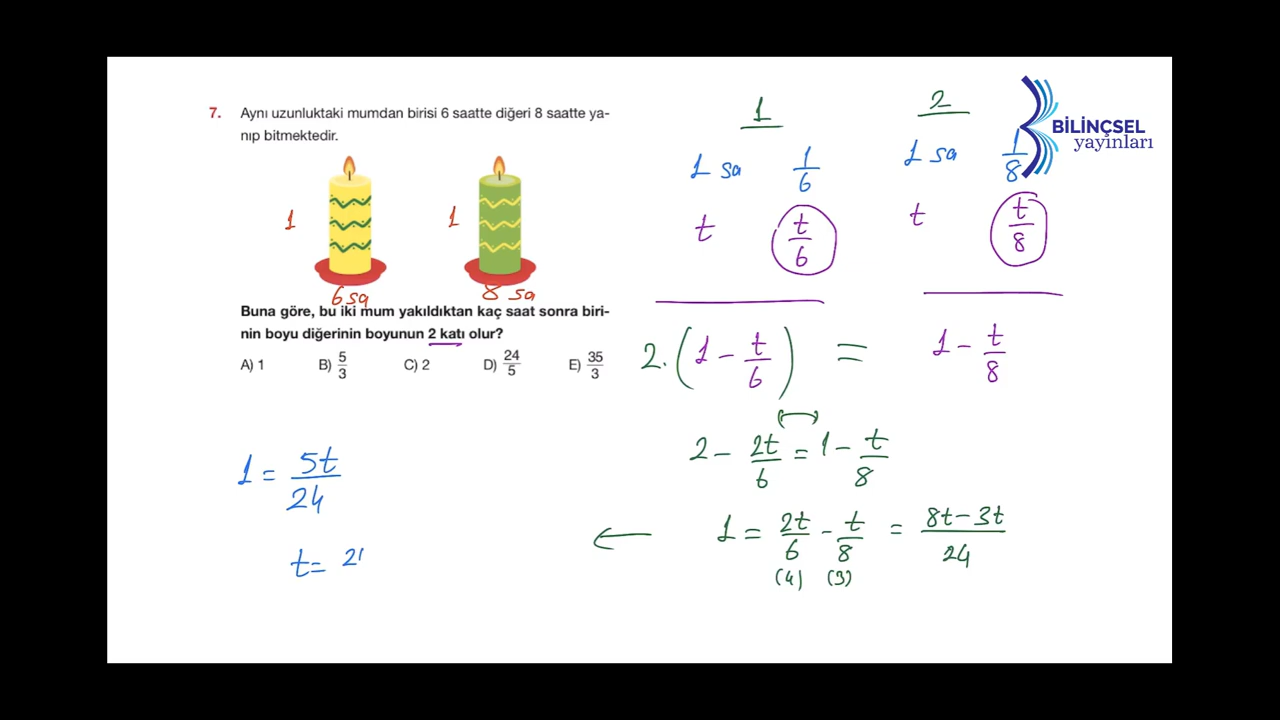 7. Aynı uzunluktaki mumdan birisi 6 saatte diğeri 8 saatte ya-
nıp bitmektedir.
1 1
6 sa 8 sa
Buna göre, bu iki mum yakıldıktan kaç saat sonra biri-
nin boyu diğerinin boyunun 2 katı olur?
A) 1 B) 5/3 C) 2 D) 24/5 E) 35/3
1 = 5t/24
t =
1 2
BİLİNÇSEL
yayınları
1 sa 1/6 1 sa 1/8
t t/6 t t/8
2.(1 - t/6) = 1 - t/8
2 - 2t/6 = 1 - t/8
← 1 = 2t/6 - t/8 = 8t-3t/24
(4) (3)